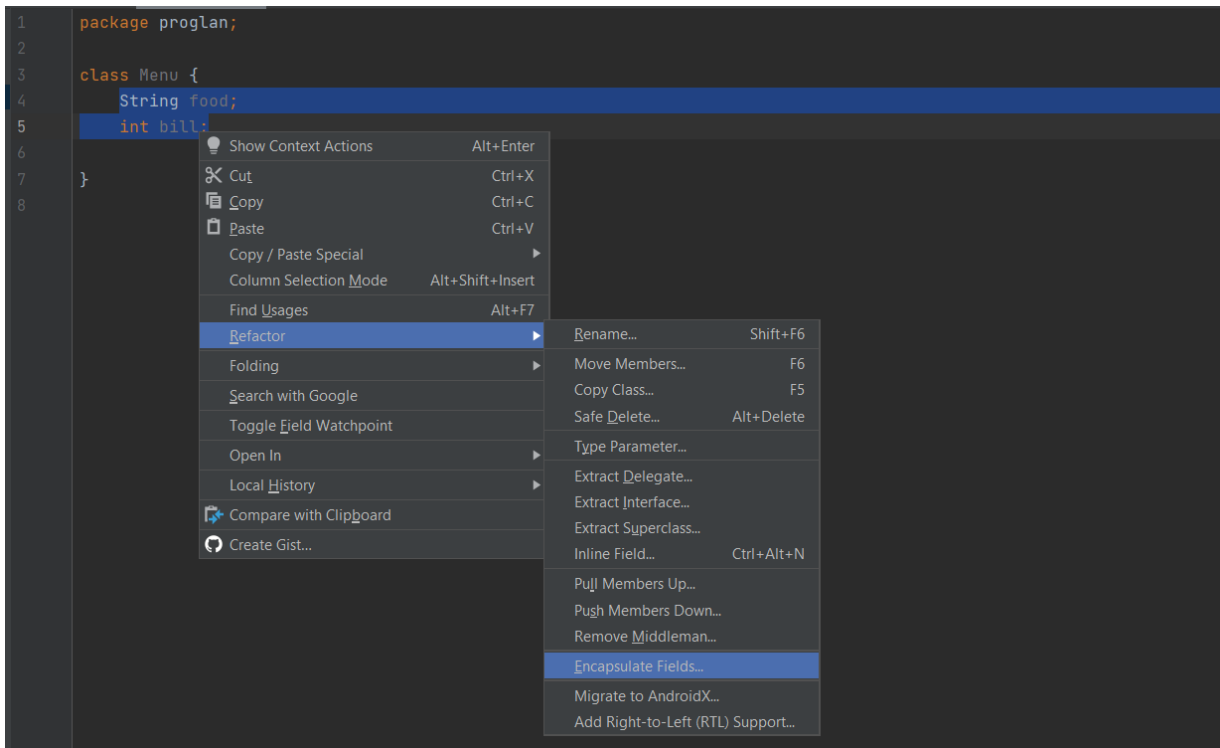 1 package proglan;
2
3 class Menu {
4 String food;
5 int bill;
6
7 }
8
Show Context Actions Alt+Enter
Cut Ctrl+X
Copy Ctrl+C
Paste Ctrl+V
Copy / Paste Special
Column Selection Mode Alt+Shift+Insert
Find Usages Alt+F7
Refactor
Folding
Search with Google
Toggle Field Watchpoint
Open In
Local History
Compare with Clipboard
Create Gist...
Rename... Shift+F6
Move Members... F6
Copy Class... F5
Safe Delete... Alt+Delete
Type Parameter...
Extract Delegate...
Extract Interface...
Extract Superclass...
Inline Field... Ctrl+Alt+N
Pull Members Up...
Push Members Down...
Remove Middleman...
Encapsulate Fields...
Migrate to AndroidX...
Add Right-to-Left (RTL) Support...